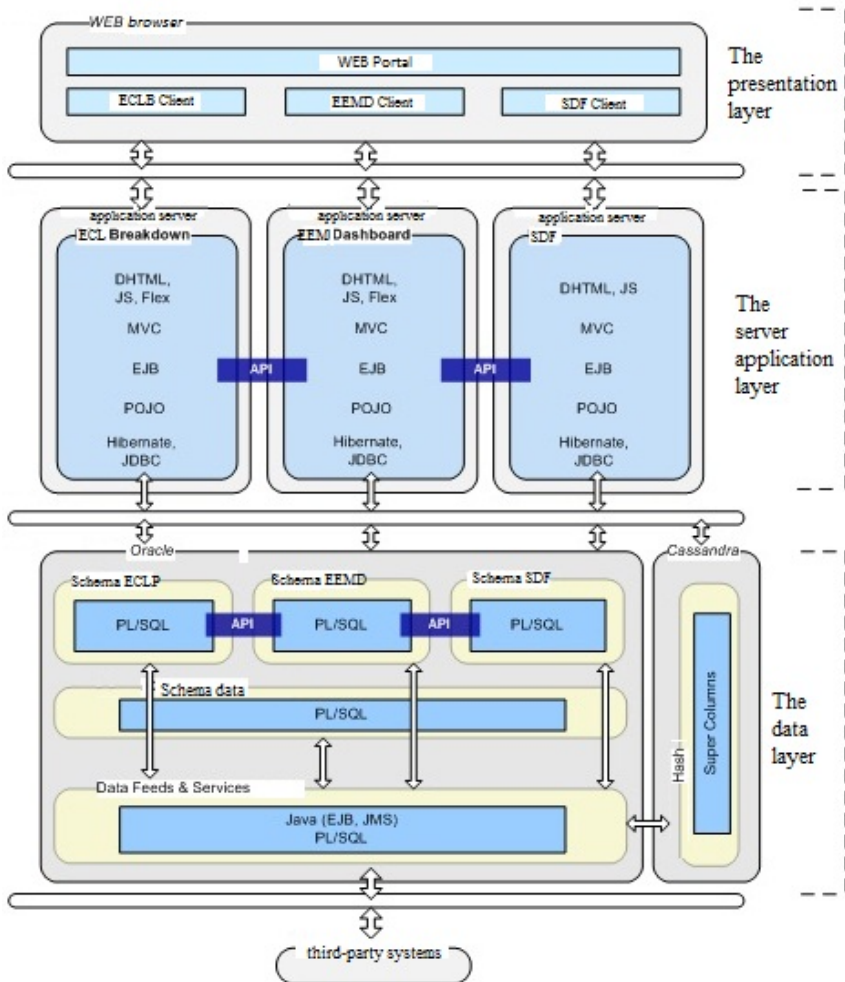 WEB browser
WEB Portal
ECLB Client
EEMD Client
SDF Client
The
presentation
layer
application server
application server
application server
ECL Breakdown
EEM Dashboard
SDF
DHTML,
JS, Flex
MVC
EJB
POJO
Hibernate,
JDBC
API
DHTML,
JS, Flex
MVC
EJB
POJO
Hibernate,
JDBC
API
DHTML, JS
MVC
EJB
POJO
Hibernate,
JDBC
The
server
application
layer
Oracle
Cassandra
Schema ECLP
Schema EEMD
Schema SDF
PL/SQL
API
PL/SQL
API
PL/SQL
Schema data
PL/SQL
Data Feeds & Services
Java (EJB, JMS)
PL/SQL
Hash
Super Columns
The
data
layer
third-party systems